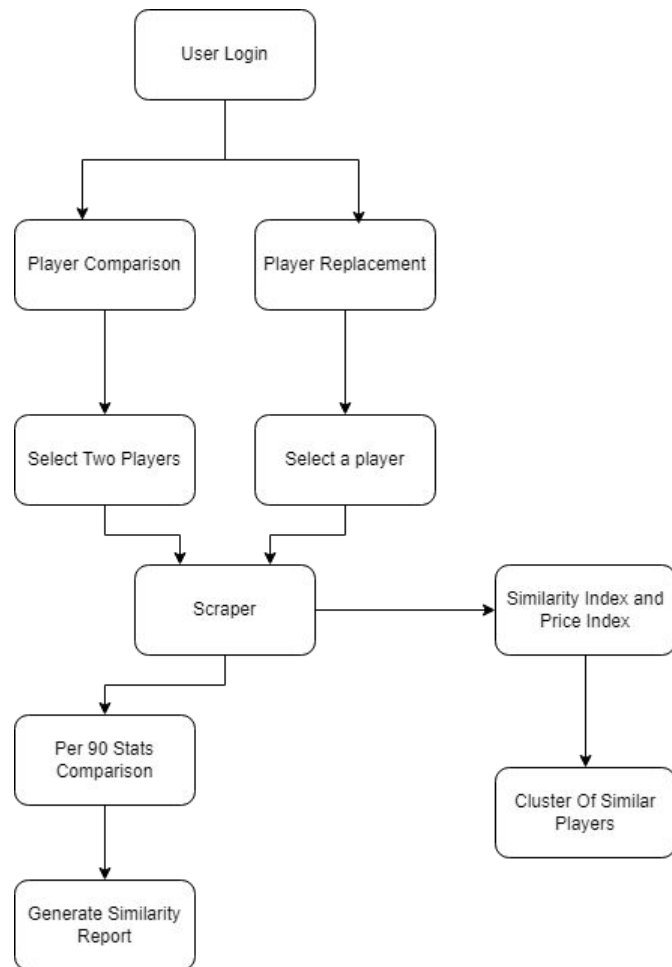 User Login
Player Comparison
Player Replacement
Select Two Players
Select a player
Scraper
Similarity Index and
Price Index
Per 90 Stats
Comparison
Cluster Of Similar
Players
Generate Similarity
Report